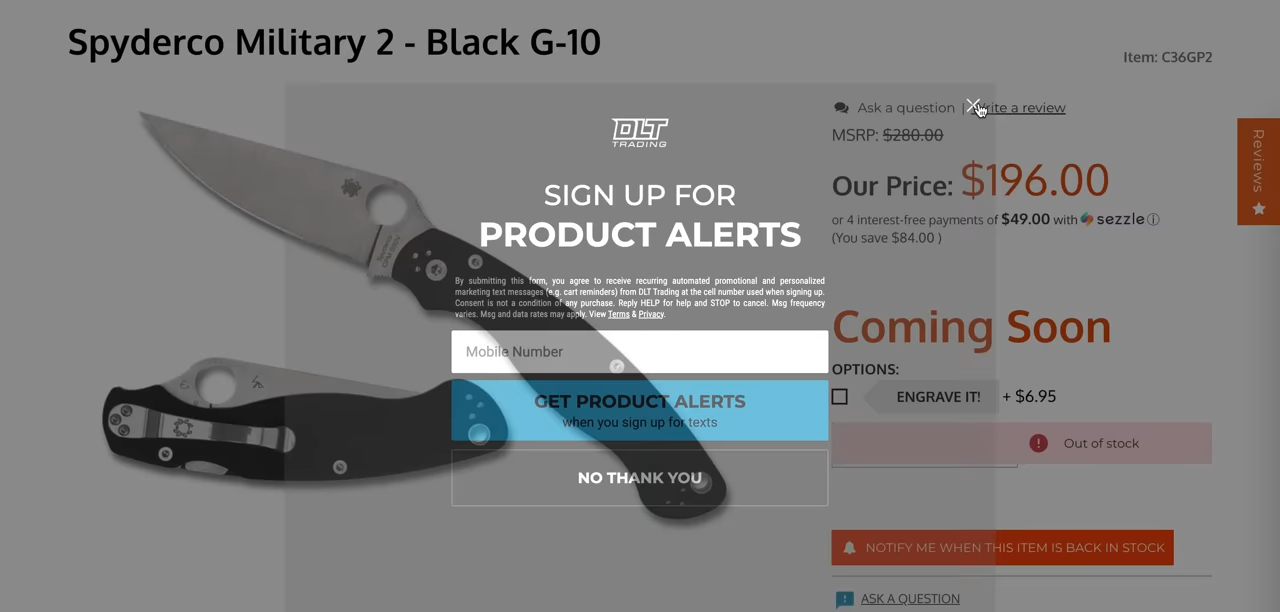 Spyderco Military 2 - Black G-10
Item: C36GP2
Ask a question | Write a review
MSRP: $280.00
Our Price: $196.00
or 4 interest-free payments of $49.00 with sezzle
(You save $84.00 )
Coming Soon
OPTIONS:
ENGRAVE IT! + $6.95
Out of stock
NOTIFY ME WHEN THIS ITEM IS BACK IN STOCK
ASK A QUESTION
Reviews
DLT
TRADING
SIGN UP FOR
PRODUCT ALERTS
By submitting this form, you agree to receive recurring automated promotional and personalized
marketing text messages (e.g. cart reminders) from DLT Trading at the cell number used when signing up.
Consent is not a condition of any purchase. Reply HELP for help and STOP to cancel. Msg frequency
varies. Msg and data rates may apply. View Terms & Privacy.
Mobile Number
GET PRODUCT ALERTS
when you sign up for texts
NO THANK YOU